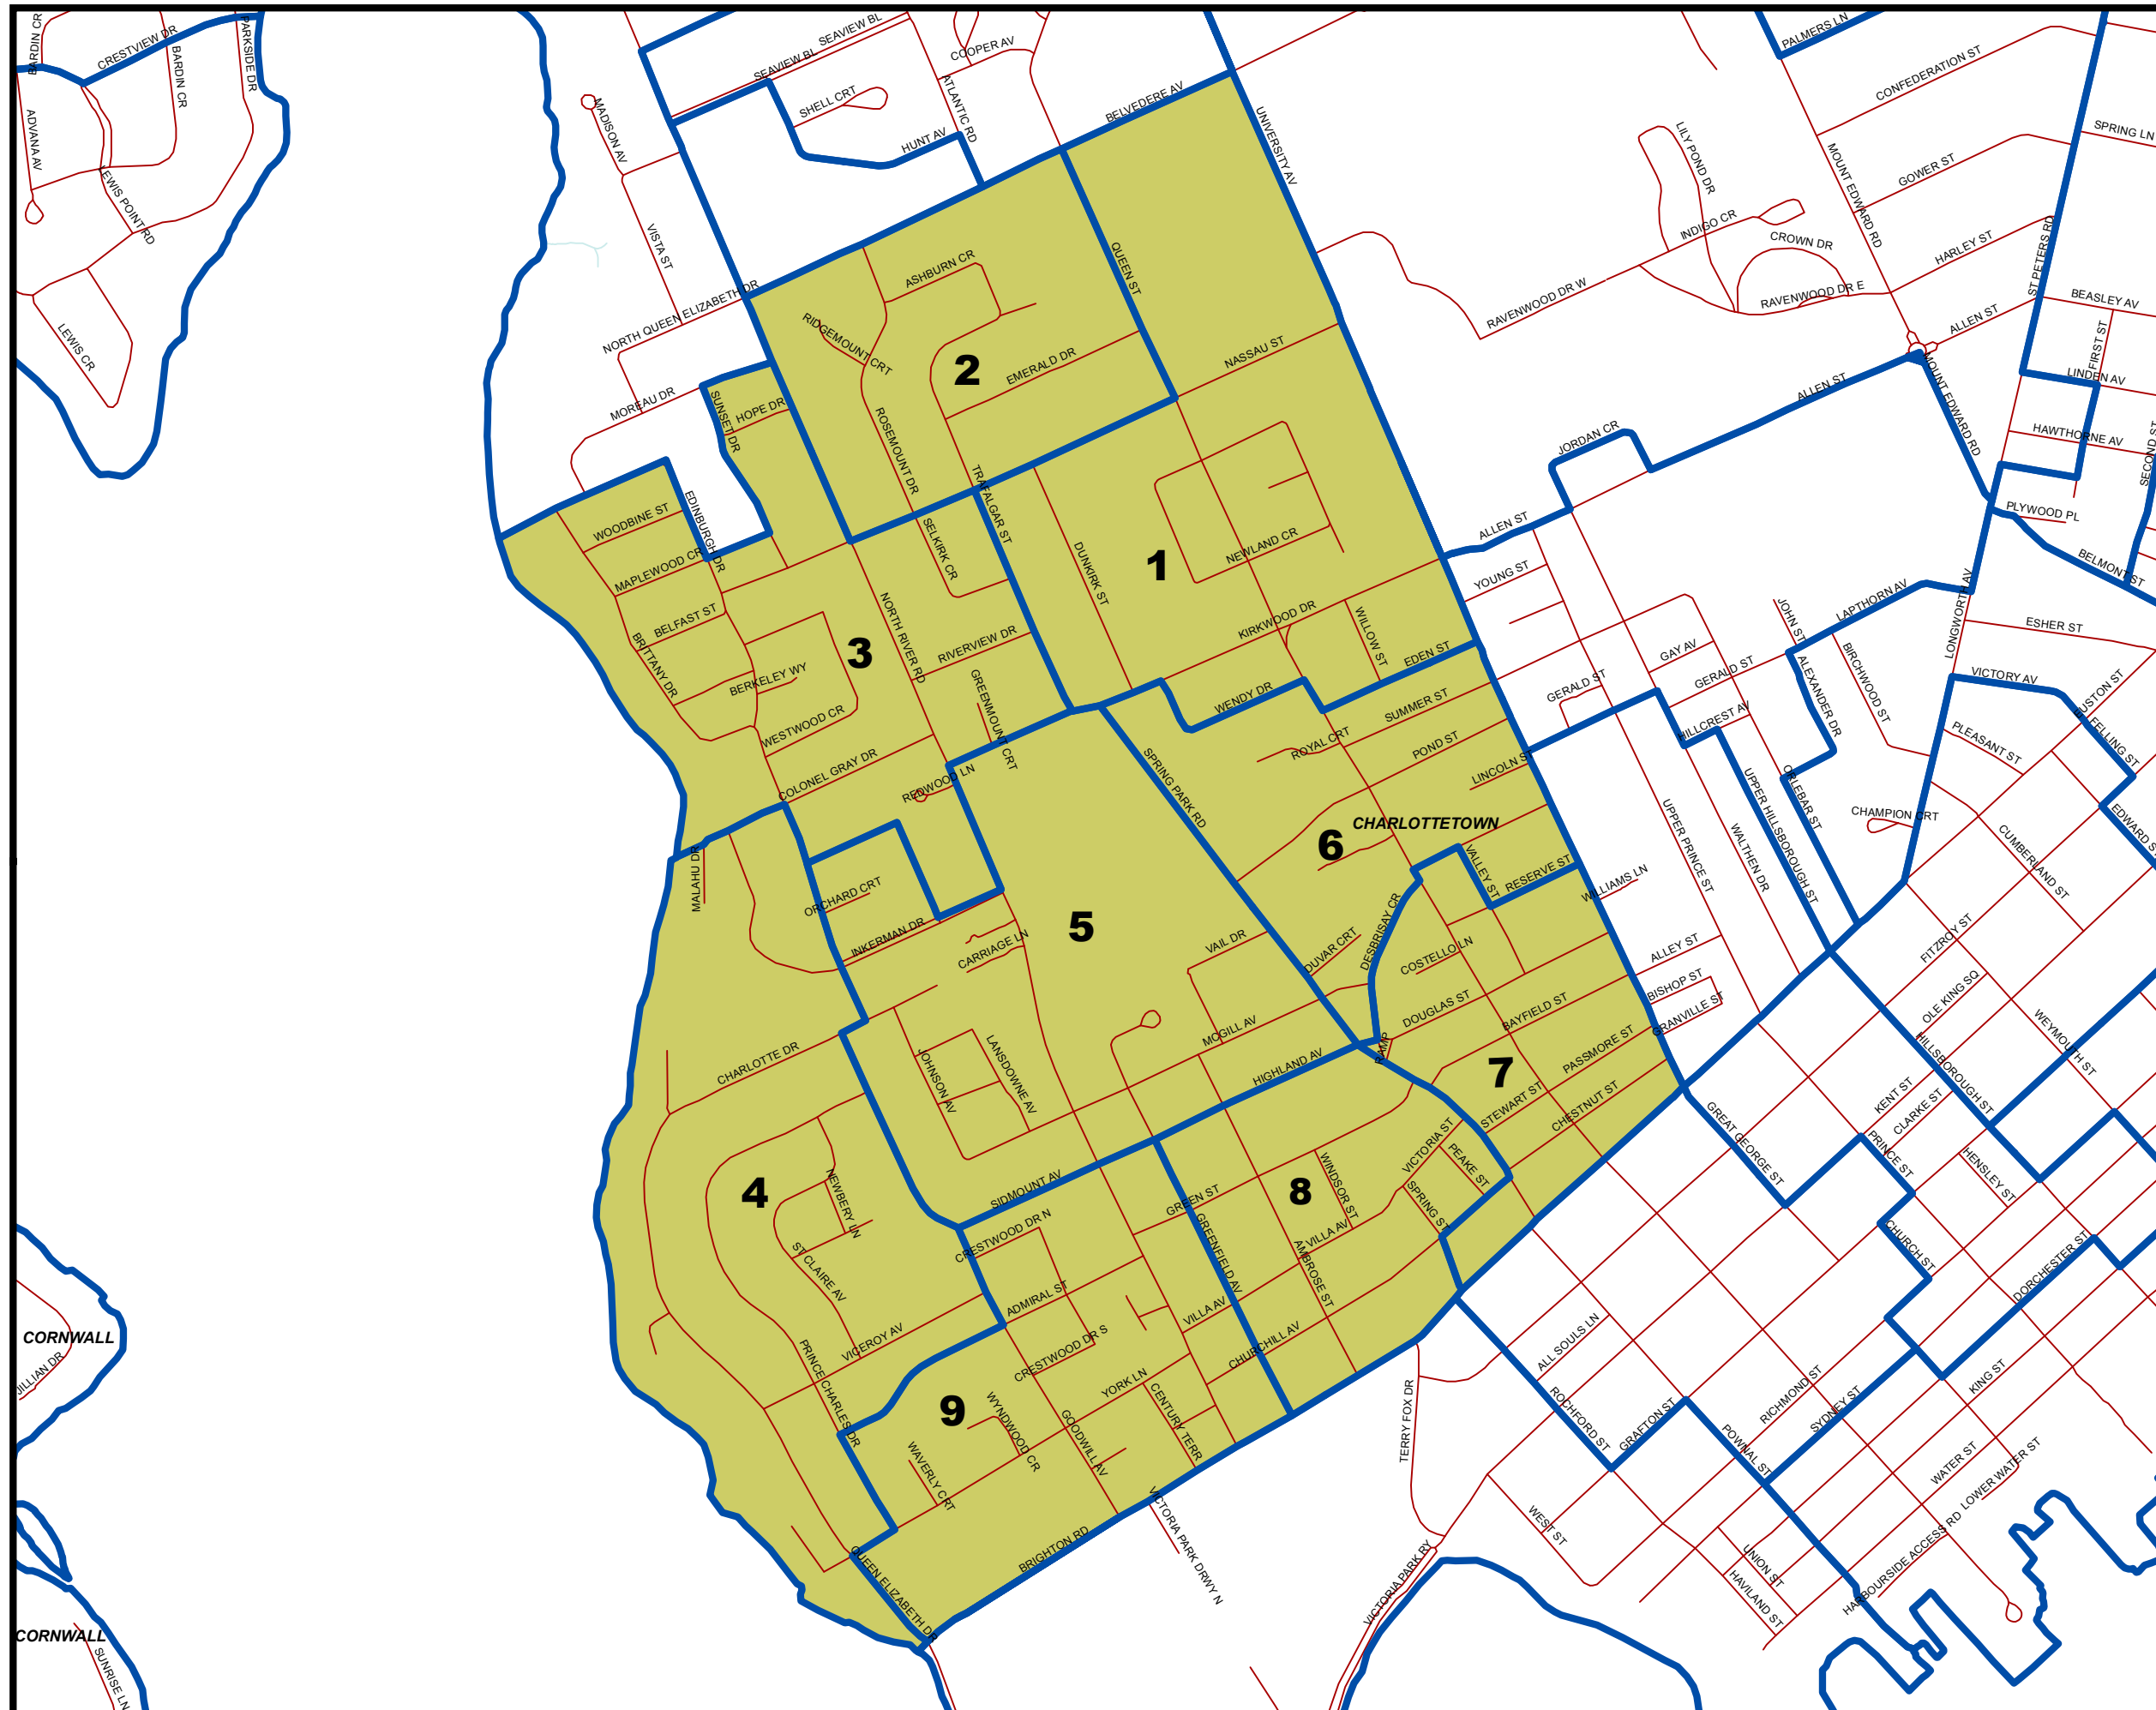 BARDIN CR
CRESTVIEW DR
BARDIN CR
PARKSIDE DR
ADVANA AV
LEWIS POINT RD
LEWIS CR
MADISON AV
VISTA ST
SEAVIEW BL
SEAVIEW BL
SHELL CRT
HUNT AV
ATLANTIC RD
COOPER AV
BELVEDERE AV
UNIVERSITY AV
PALMERS LN
CONFEDERATION ST
SPRING LN
GOWER ST
MOUNT EDWARD RD
LILY POND DR
INDIGO CR
CROWN DR
HARLEY ST
ST PETERS RD
RAVENWOOD DR W
RAVENWOOD DR E
ALLEN ST
BEASLEY AV
FIRST ST
LINDEN AV
HAWTHORNE AV
SECOND ST
PLYWOOD PL
BELMONT ST
MOUNT EDWARD RD
ALLEN ST
JORDAN CR
ALLEN ST
NORTH QUEEN ELIZABETH DR
MOREAU DR
SUNSET DR
HOPE DR
ASHBURN CR
RIDGEMOUNT CRT
2
EMERALD DR
QUEEN ST
NASSAU ST
ROSEMOUNT DR
TRAFALGAR ST
SELKIRK CR
DUNKIRK ST
1
NEWLAND CR
KIRKWOOD DR
WILLOW ST
EDEN ST
WOODBINE ST
EDINBURGH DR
MAPLEWOOD CR
BELFAST ST
BRITTANY DR
BERKELEY WY
3
NORTH RIVER RD
RIVERVIEW DR
GREENMOUNT CRT
WESTWOOD CR
COLONEL GRAY DR
REDWOOD LN
WENDY DR
SPRING PARK RD
ROYAL CRT
SUMMER ST
POND ST
LINCOLN ST
CHARLOTTETOWN
6
YOUNG ST
GERALD ST
GAY AV
GERALD ST
HILLCREST AV
JOHN ST
LAPTHORN AV
ALEXANDER DR
BIRCHWOOD ST
LONGWORTH AV
ESHER ST
VICTORY AV
EUSTON ST
FELLING ST
PLEASANT ST
EDWARD ST
CHAMPION CRT
CUMBERLAND ST
ORLEBAR ST
UPPER HILLSBOROUGH ST
WALTHEN DR
UPPER PRINCE ST
VALLEY ST
RESERVE ST
WILLIAMS LN
MALAHU DR
ORCHARD CRT
INKERMAN DR
CARRIAGE LN
5
VAIL DR
DUVAR CRT
DESBRISAY CR
COSTELLO LN
DOUGLAS ST
BAYFIELD ST
ALLEY ST
BISHOP ST
GRANVILLE ST
PASSMORE ST
7
STEWART ST
CHESTNUT ST
RAMP
MCGILL AV
HIGHLAND AV
CHARLOTTE DR
JOHNSON AV
LANSDOWNE AV
SIDMOUNT AV
4
NEWBERY LN
ST CLAIRE AV
CRESTWOOD DR N
GREEN ST
GREENFIELD AV
8
WINDSOR ST
VICTORIA ST
PEAKE ST
SPRING ST
VILLA AV
AMBROSE ST
VILLA AV
CHURCHILL AV
ADMIRAL ST
CRESTWOOD DR S
VICEROY AV
PRINCE CHARLES DR
9
YORK LN
CENTURY TERR
WYNDWOOD CR
GOODWILL AV
WAVERLY CRT
QUEEN ELIZABETH DR
BRIGHTON RD
VICTORIA PARK DRWY N
TERRY FOX DR
VICTORIA PARK RY
FITZROY ST
OLE KING SQ
WEYMOUTH ST
HILLSBOROUGH ST
KENT ST
CLARKE ST
PRINCE ST
HENSLEY ST
GREAT GEORGE ST
CHURCH ST
DORCHESTER ST
ALL SOULS LN
ROCHFORD ST
GRAFTON ST
POWNAL ST
RICHMOND ST
SYDNEY ST
KING ST
WATER ST
LOWER WATER ST
HARBOURSIDE ACCESS RD
WEST ST
UNION ST
HAVILAND ST
CORNWALL
JILLIAN DR
CORNWALL
SUNRISE LN